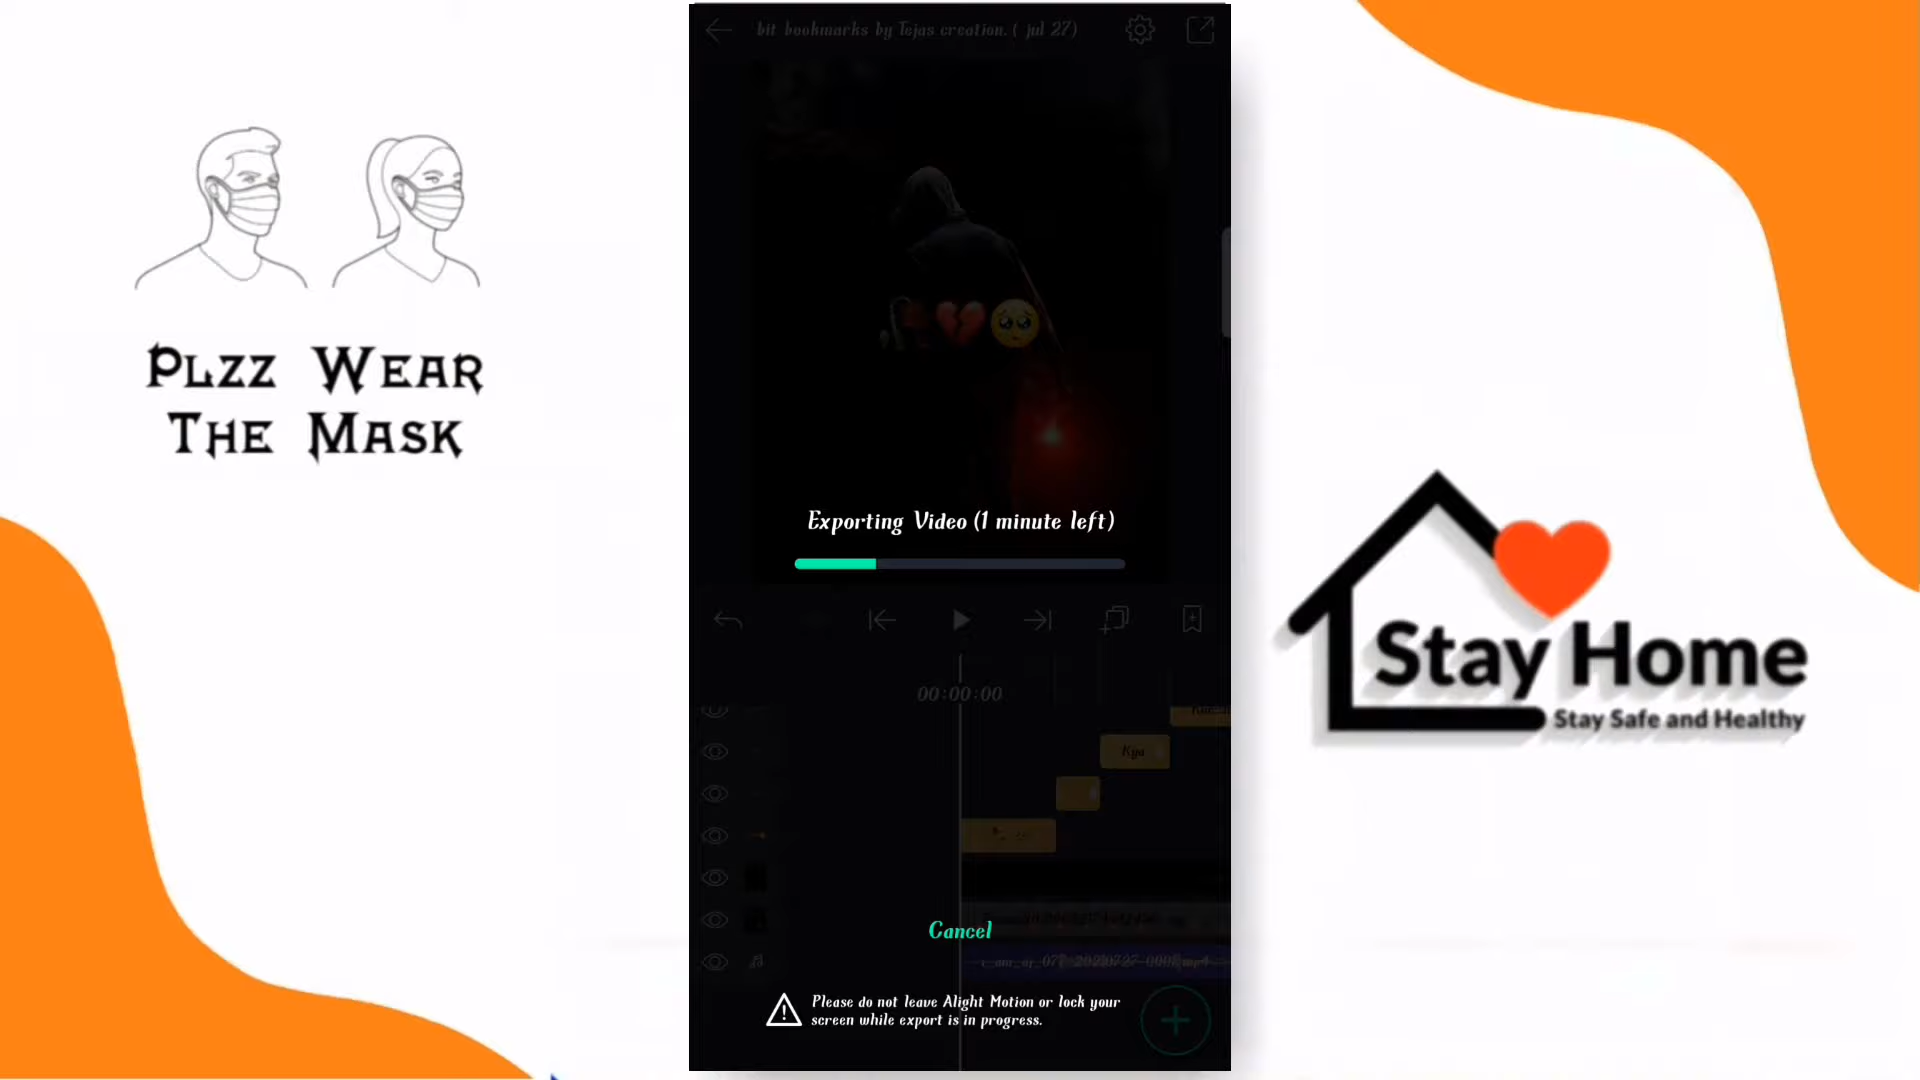 bit bookmarks by Tejas creation. ( jul 27)
PLZZ WEAR
THE MASK
Exporting Video (1 minute left)
00:00:00
Kya
Stay Home
Stay Safe and Healthy
Cancel
Please do not leave Alight Motion or lock your
screen while export is in progress.